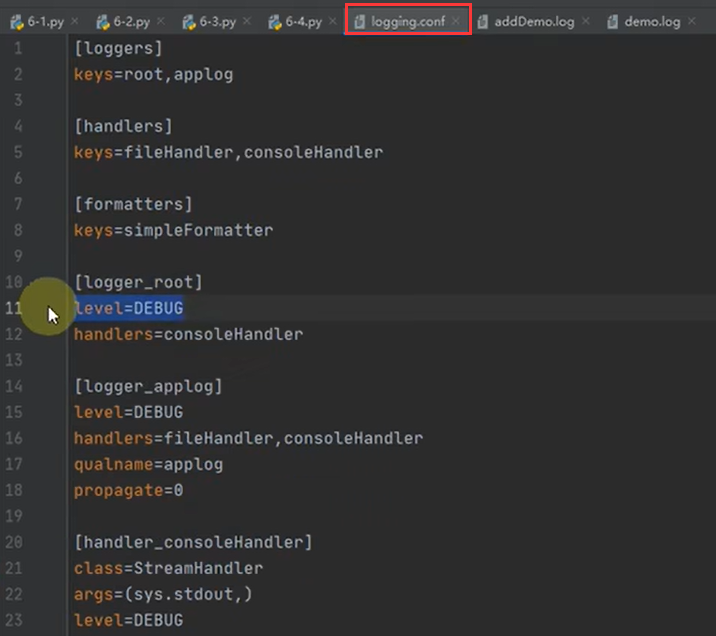 6-1.py 6-2.py 6-3.py 6-4.py logging.conf addDemo.log demo.log
1 [loggers]
2 keys=root,applog
3
4 [handlers]
5 keys=fileHandler,consoleHandler
6
7 [formatters]
8 keys=simpleFormatter
9
10 [logger_root]
11 level=DEBUG
12 handlers=consoleHandler
13
14 [logger_applog]
15 level=DEBUG
16 handlers=fileHandler,consoleHandler
17 qualname=applog
18 propagate=0
19
20 [handler_consoleHandler]
21 class=StreamHandler
22 args=(sys.stdout,)
23 level=DEBUG